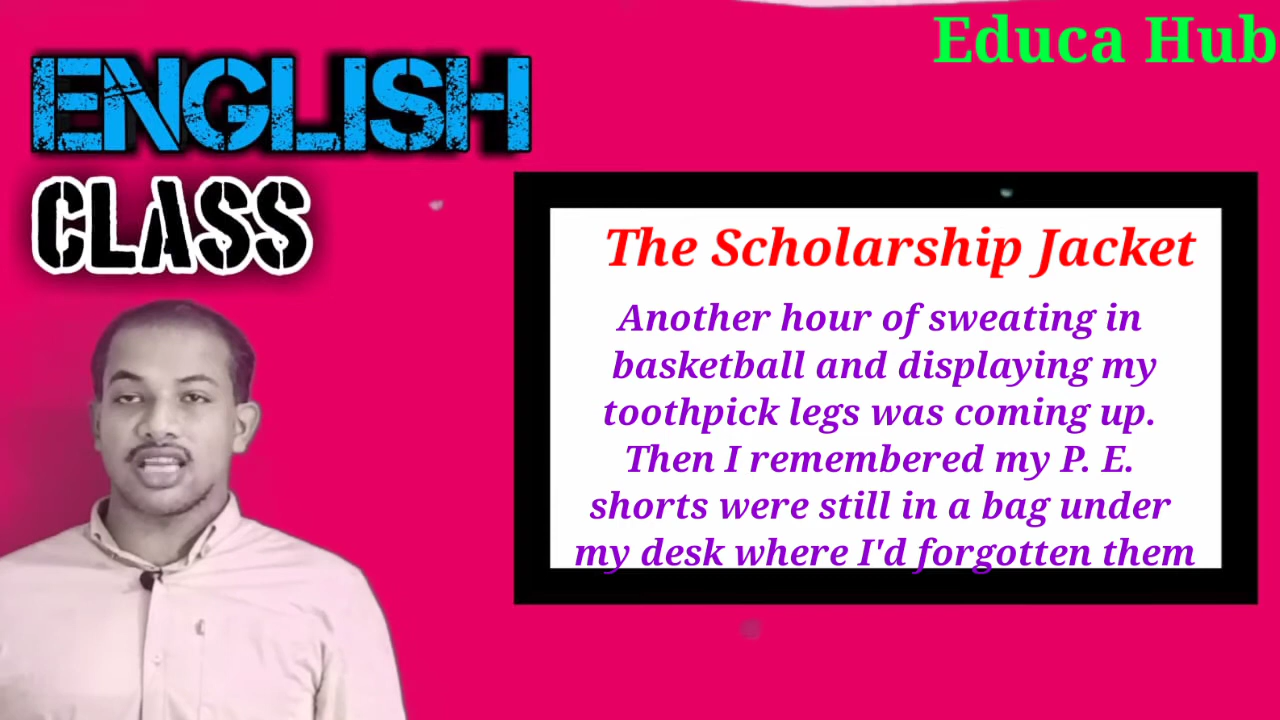 Educa Hub
ENGLISH
CLASS
The Scholarship Jacket
Another hour of sweating in
basketball and displaying my
toothpick legs was coming up.
Then I remembered my P. E.
shorts were still in a bag under
my desk where I'd forgotten them